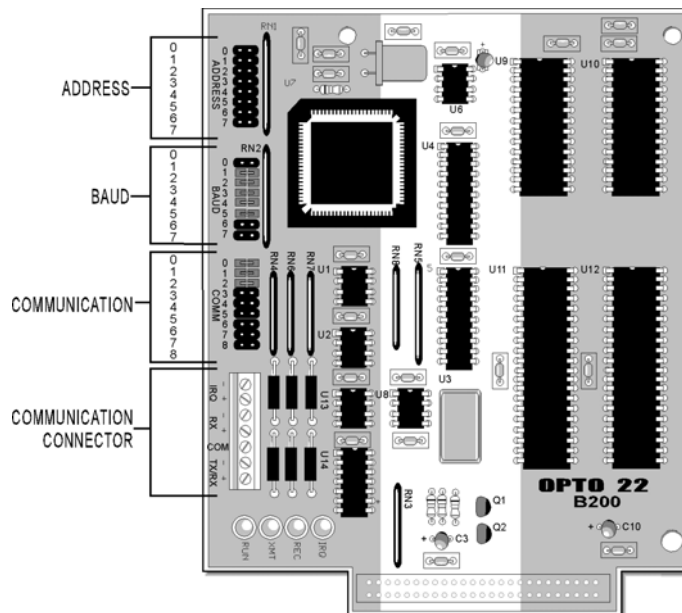 ADDRESS
0
1
2
3
4
5
6
7
BAUD
0
1
2
3
4
5
6
7
COMMUNICATION
0
1
2
3
4
5
6
7
8
COMMUNICATION
CONNECTOR
RN1
0
1
2
3
4
5
6
7
ADDRESS
RN2
0
1
2
3
4
5
6
7
BAUD
0
1
2
3
4
5
6
7
8
COMM
RN4
RN6
RN7
U1
U2
U13
U14
IRQ
- +
RX
- +
COM
TX/RX
- +
RUN
XMT
REC
IRQ
U6
U9
U10
U4
RN5
5
U3
U8
U11
U12
RN3
+
C3
Q1
Q2
OPTO 22
B200
+
C10
+
+